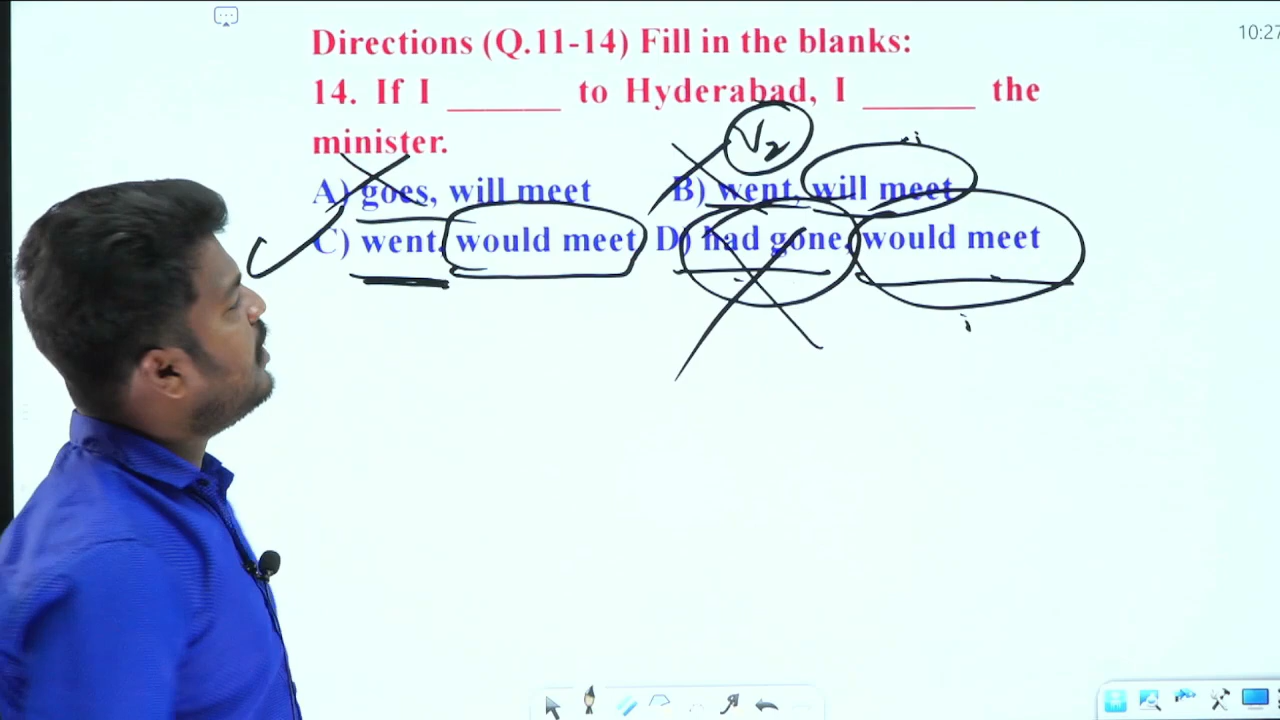 10:27
Directions (Q.11-14) Fill in the blanks:
14. If I ______ to Hyderabad, I ______ the
minister.
V2
A) goes, will meet B) went, will meet
C) went, would meet D) had gone, would meet